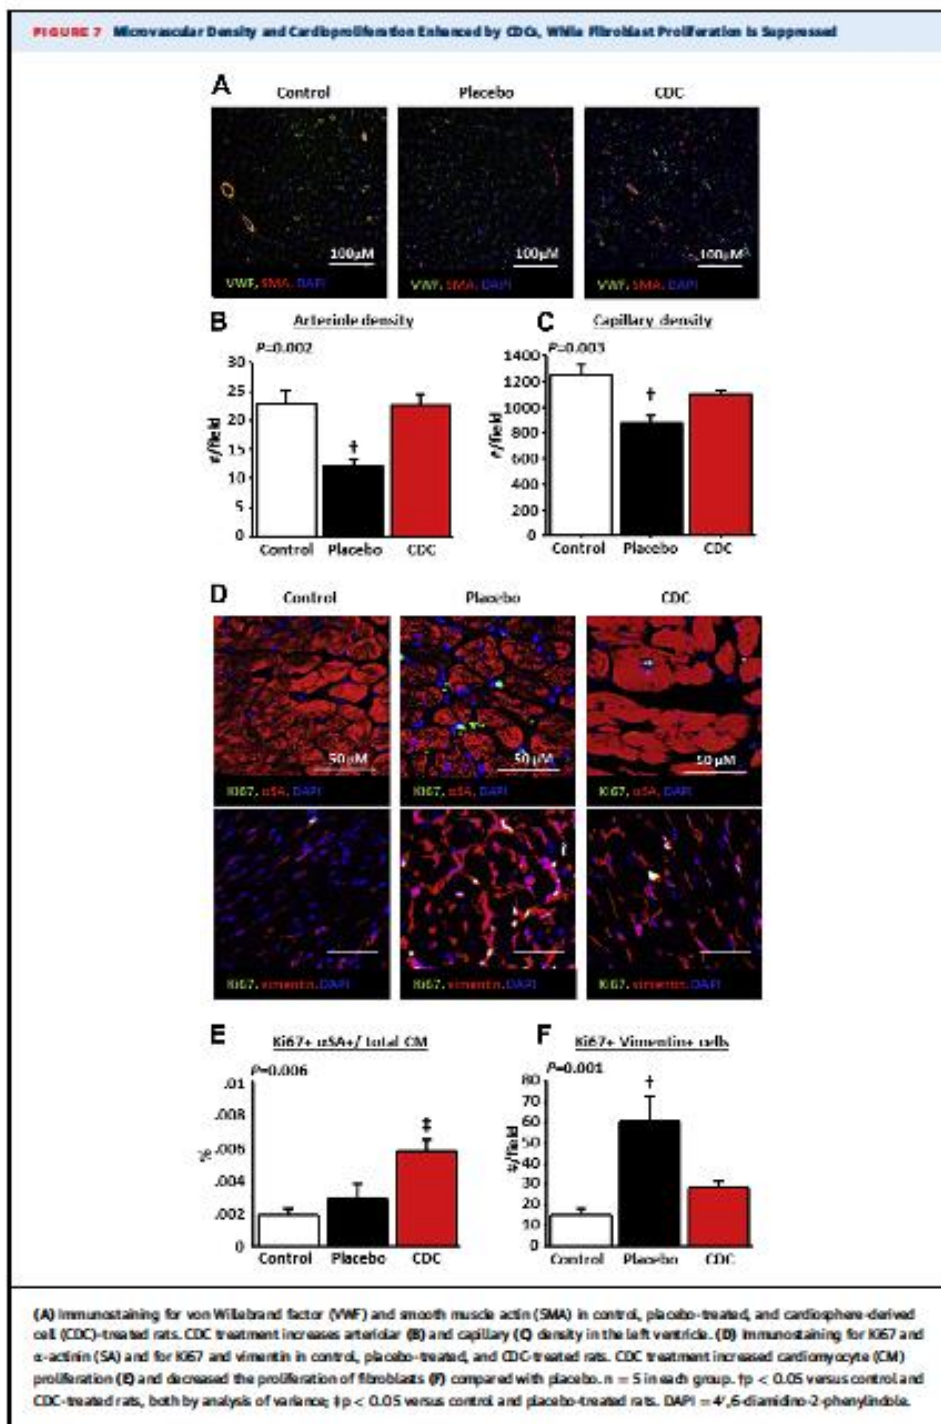 FIGURE 7 Microvascular Density and Cardioproliferation Enhanced by CDCs, While Fibroblast Proliferation Is Suppressed
A
Control Placebo CDC
100µM 100µM 100µM
VWF, SMA, DAPI VWF, SMA, DAPI VWF, SMA, DAPI
B Arteriole density
P=0.002
30
25
20
15
10
5
0
#/field
†
Control Placebo CDC
C Capillary density
P=0.003
1400
1200
1000
800
600
400
200
0
#/field
†
Control Placebo CDC
D
Control Placebo CDC
50 µM 50 µM 50 µM
Ki67, αSA, DAPI Ki67, αSA, DAPI Ki67, αSA, DAPI
Ki67, vimentin, DAPI Ki67, vimentin, DAPI Ki67, vimentin, DAPI
E Ki67+ αSA+/ total CM
P=0.006
.01
.008
.006
.004
.002
0
%
‡
Control Placebo CDC
F Ki67+ Vimentin+ cells
P=0.001
80
70
60
50
40
30
20
10
0
#/field
†
Control Placebo CDC
(A) Immunostaining for von Willebrand factor (VWF) and smooth muscle actin (SMA) in control, placebo-treated, and cardiosphere-derived
cell (CDC)-treated rats. CDC treatment increases arteriolar (B) and capillary (C) density in the left ventricle. (D) Immunostaining for Ki67 and
α-actinin (SA) and for Ki67 and vimentin in control, placebo-treated, and CDC-treated rats. CDC treatment increased cardiomyocyte (CM)
proliferation (E) and decreased the proliferation of fibroblasts (F) compared with placebo. n = 5 in each group. †p < 0.05 versus control and
CDC-treated rats, both by analysis of variance; ‡p < 0.05 versus control and placebo-treated rats. DAPI = 4′,6-diamidino-2-phenylindole.